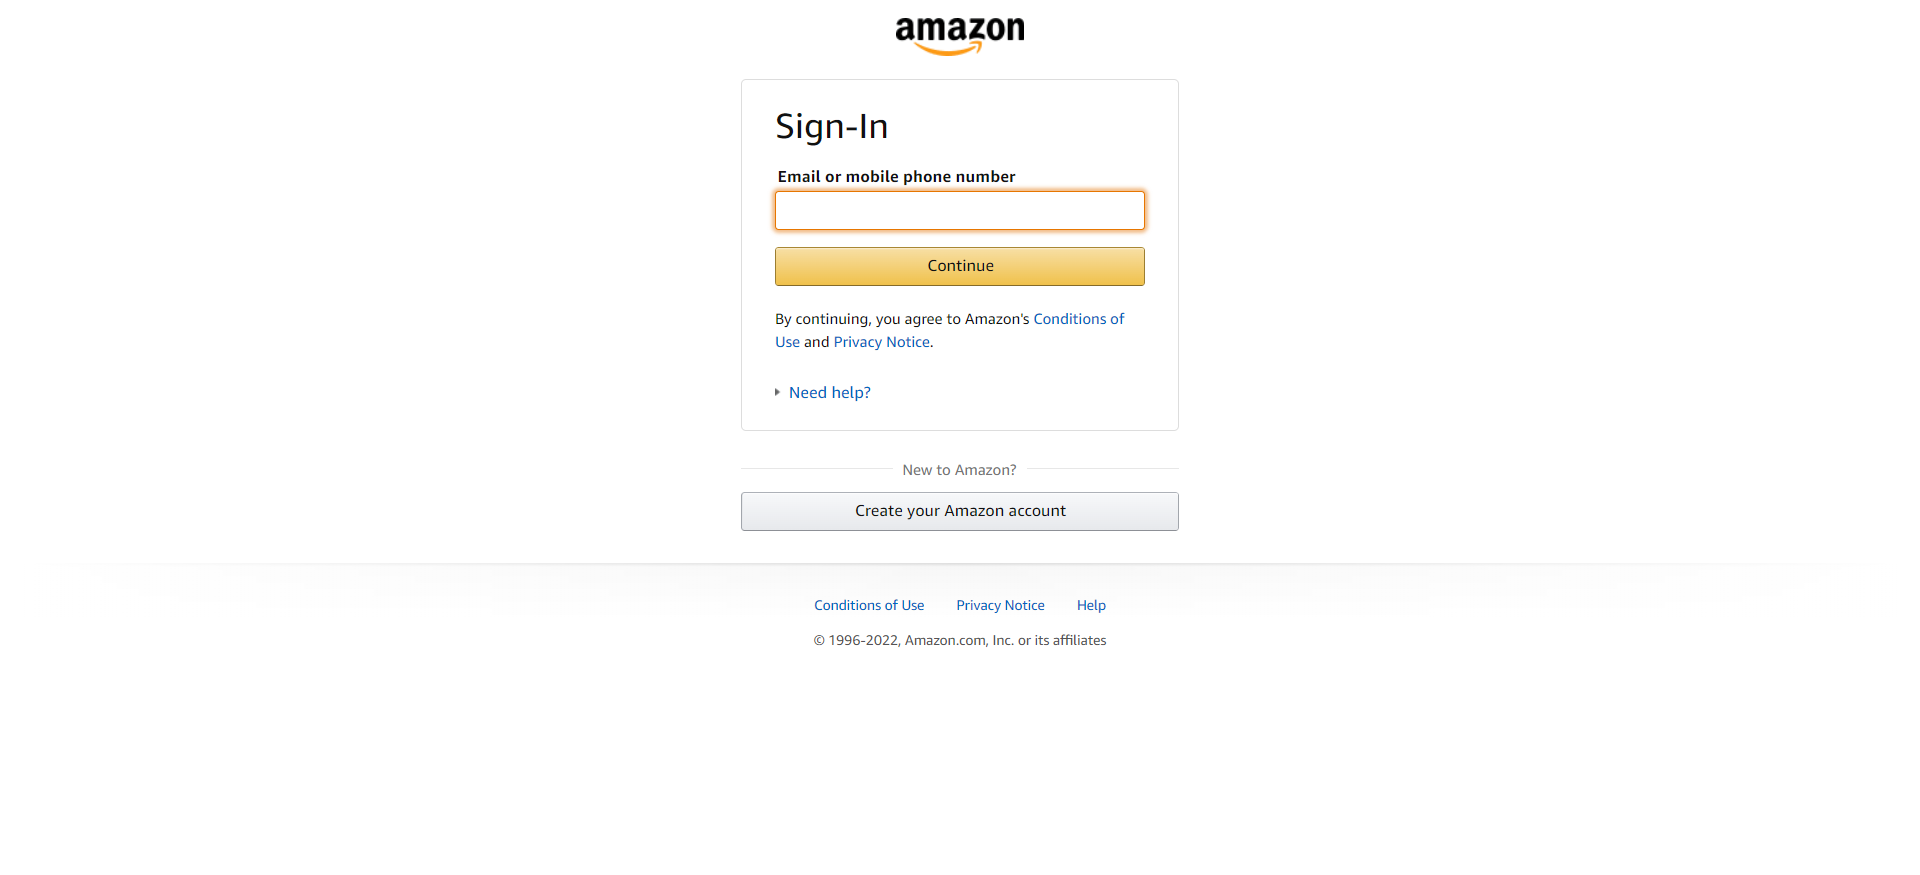 amazon
Sign-In
Email or mobile phone number
Continue
By continuing, you agree to Amazon's Conditions of
Use and Privacy Notice.
Need help?
New to Amazon?
Create your Amazon account
Conditions of Use Privacy Notice Help
© 1996-2022, Amazon.com, Inc. or its affiliates